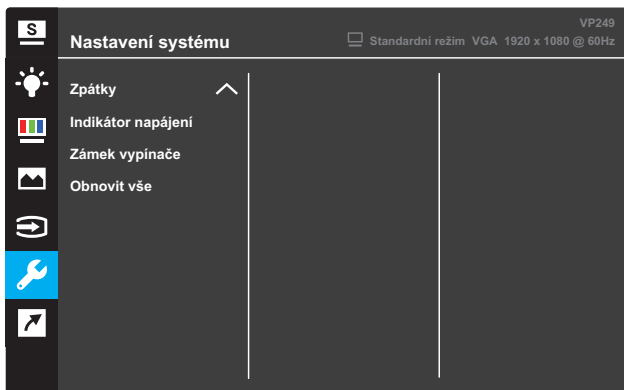 S
VP249
Nastavení systému
Standardní režim VGA 1920 x 1080 @ 60Hz
Zpátky
Indikátor napájení
Zámek vypínače
Obnovit vše